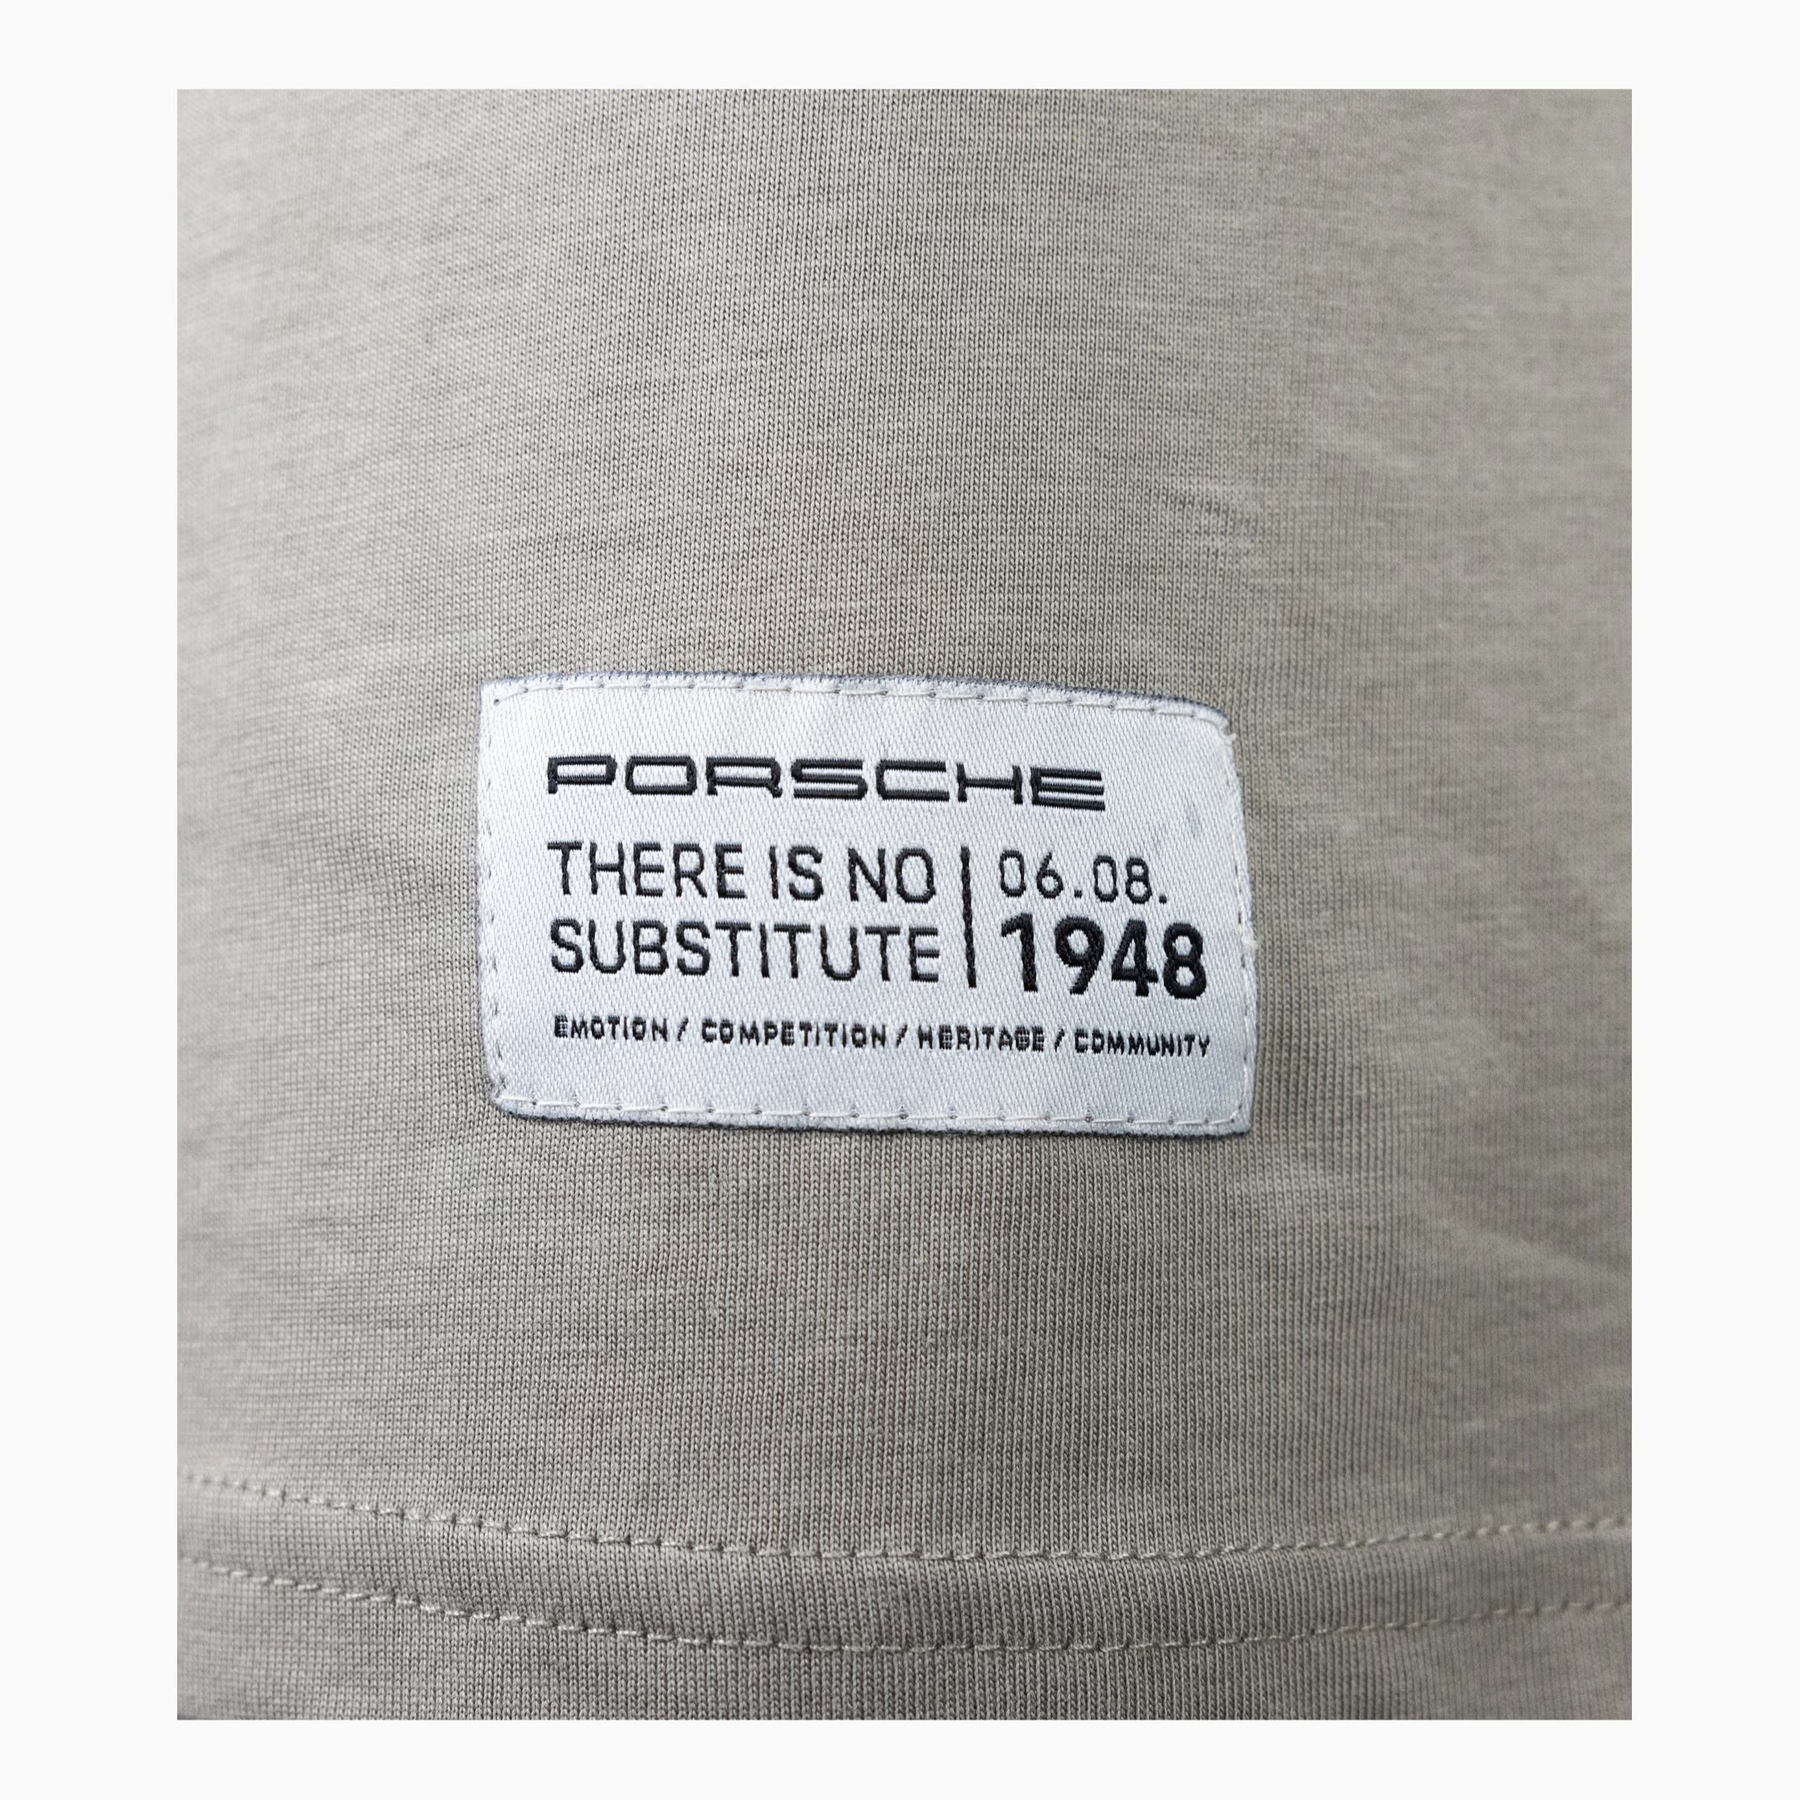 PORSCHE
THERE IS NO
SUBSTITUTE
06.08.
1948
EMOTION / COMPETITION / HERITAGE / COMMUNITY